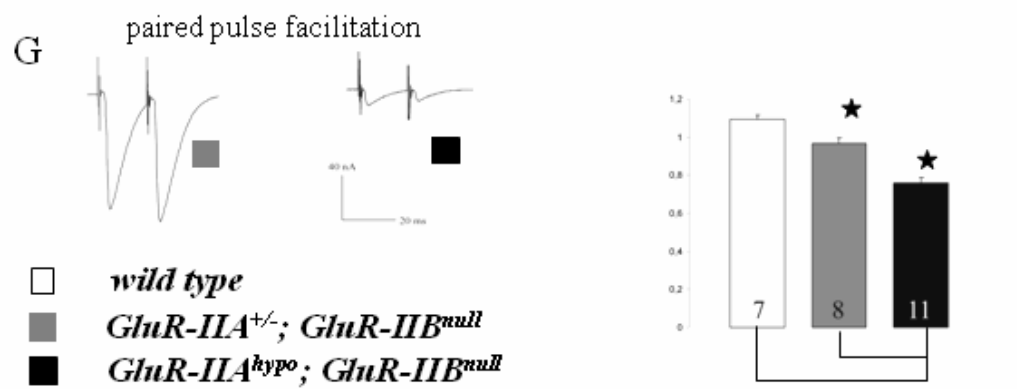 G
paired pulse facilitation
40 nA
20 ms
wild type
GluR-IIA+/-; GluR-IIBnull
GluR-IIAhypo; GluR-IIBnull
1,2
1
0,8
0,6
0,4
0,2
0
7
8
11